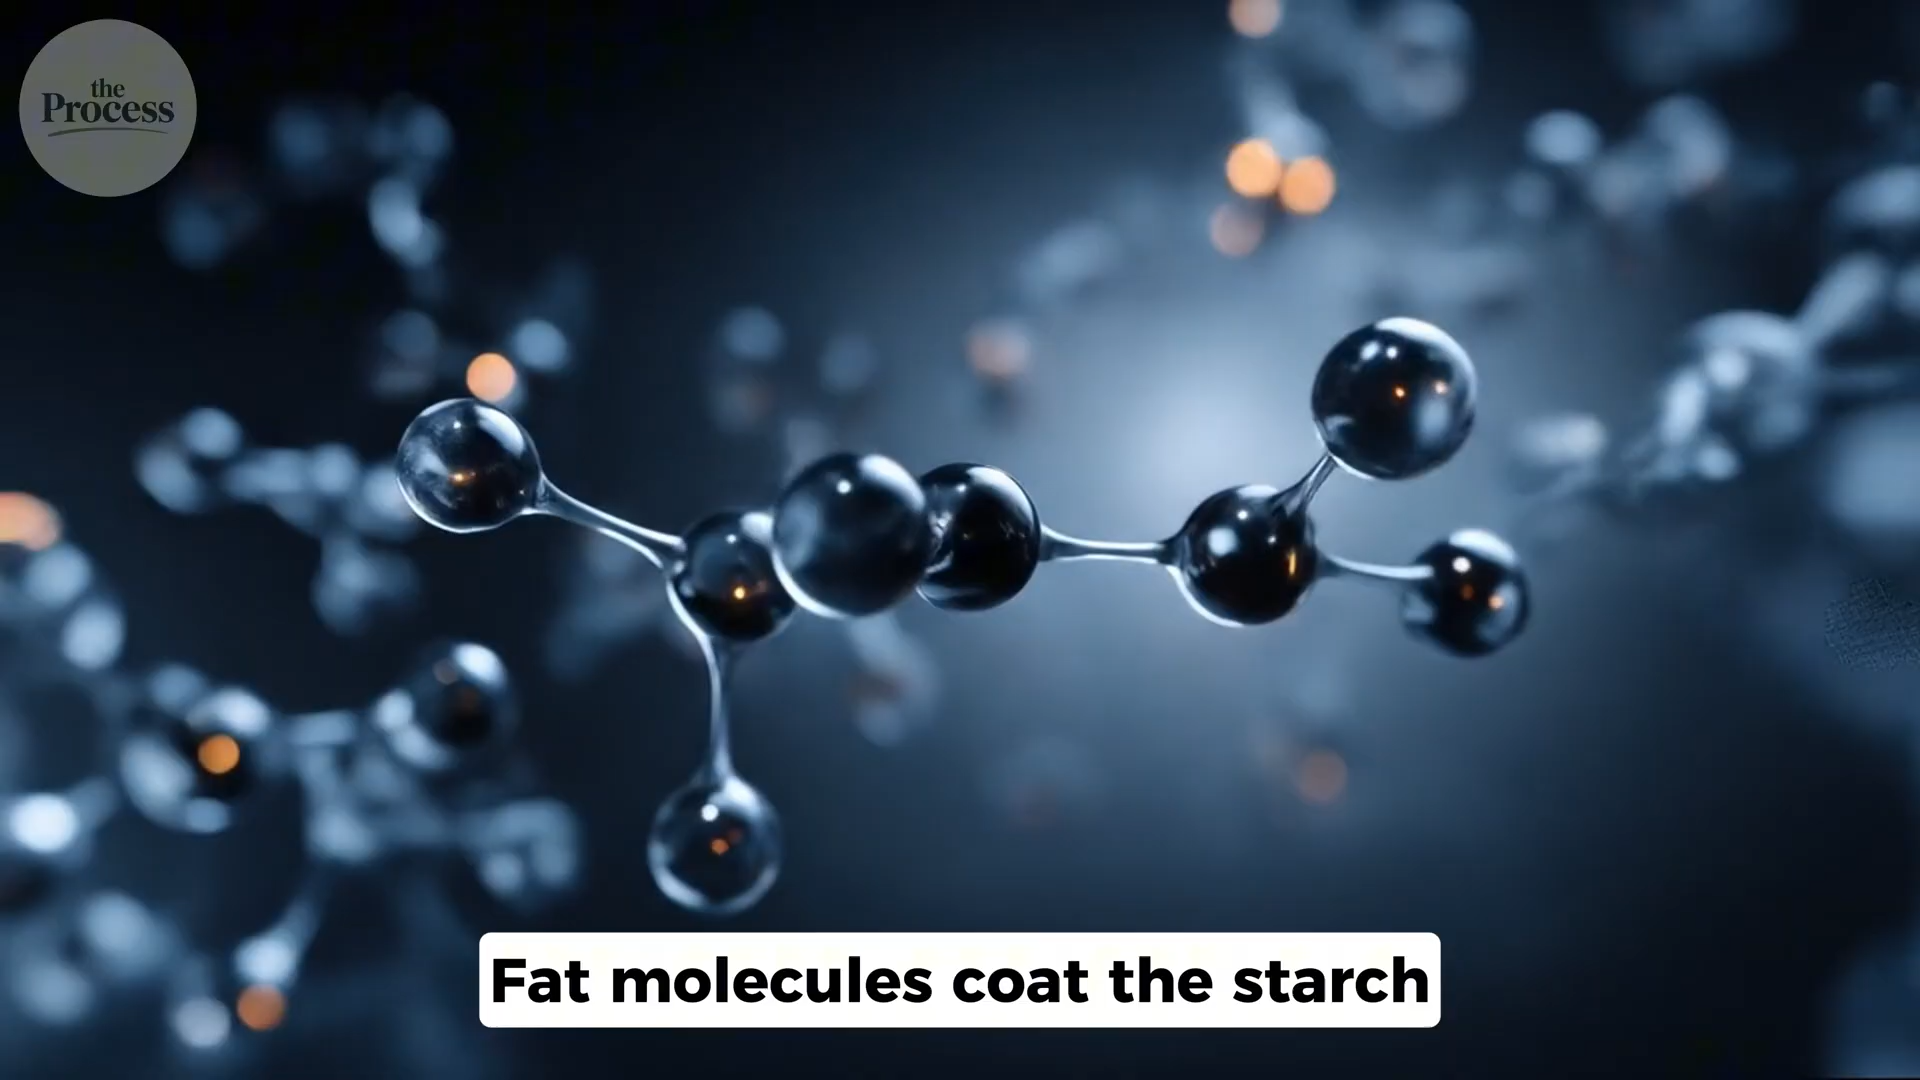 the
Process
Fat molecules coat the starch